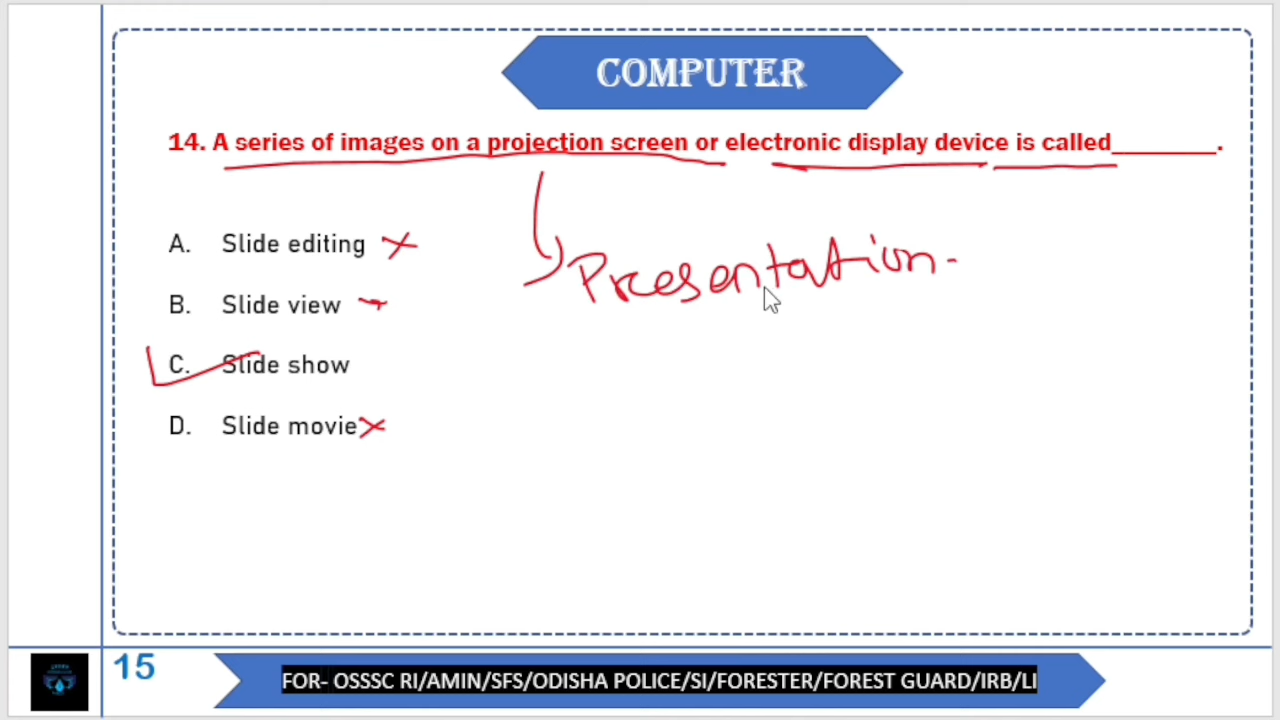 COMPUTER
14. A series of images on a projection screen or electronic display device is called________.
A. Slide editing
B. Slide view
C. Slide show
D. Slide movie
Presentation.
15
FOR- OSSSC RI/AMIN/SFS/ODISHA POLICE/SI/FORESTER/FOREST GUARD/IRB/LI